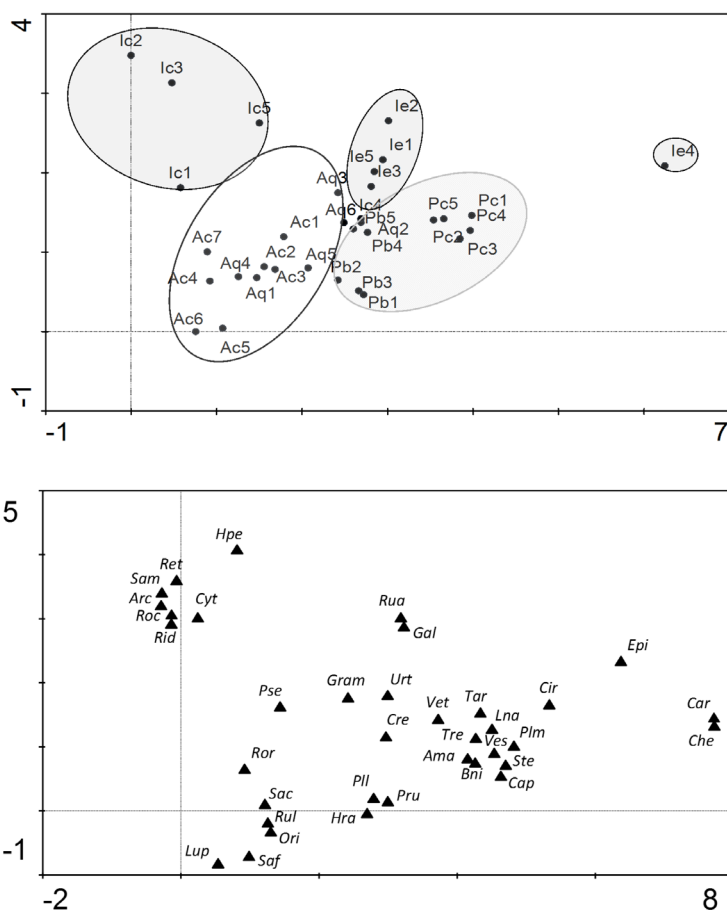 4
Ic2
Ic3
Ic5
Ie2
Ie1
Ie4
Ie5
Ie3
Ic1
Aq3
Ic4
Aq6
Pb5
Pc5
Pc1
Ac1
Aq2
Pc4
Ac7
Pb4
Pc2
Pc3
Ac2
Aq5
Aq4
Pb2
Ac4
Ac3
Pb3
Aq1
Pb1
Ac6
Ac5
-1
-1
7
5
Hpe
Ret
Sam
Arc
Cyt
Rua
Roc
Rid
Gal
Epi
Gram
Urt
Cir
Pse
Vet
Tar
Car
Lna
Cre
Tre
Ves
Plm
Che
Ama
Ste
Ror
Bni
Pll
Cap
Sac
Pru
Rul
Hra
Ori
Lup
Saf
-1
-2
8